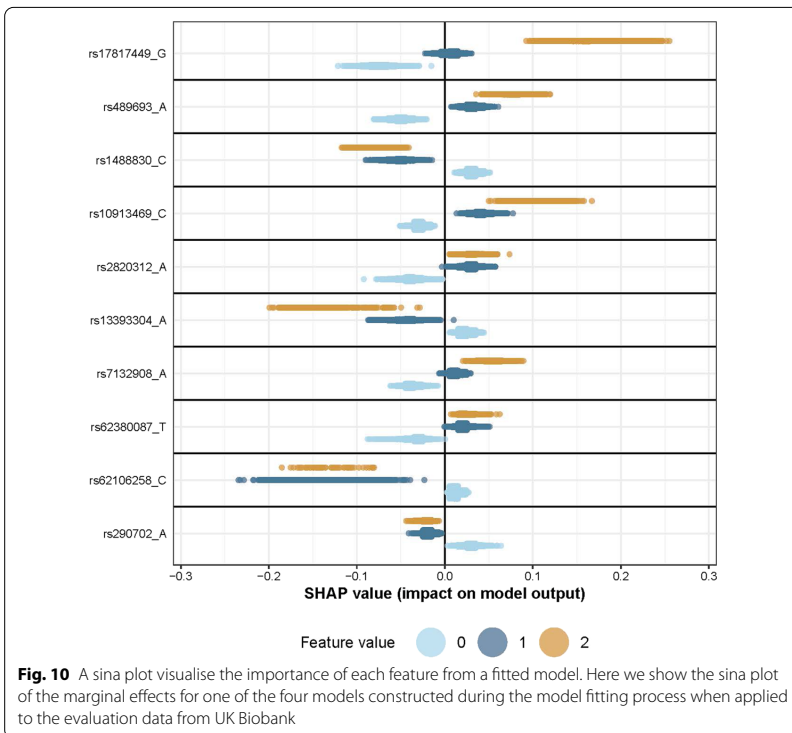 rs17817449_G
rs489693_A
rs1488830_C
rs10913469_C
rs2820312_A
rs13393304_A
rs7132908_A
rs62380087_T
rs62106258_C
rs290702_A
−0.3 −0.2 −0.1 0.0 0.1 0.2 0.3
SHAP value (impact on model output)
Feature value 0 1 2
Fig. 10 A sina plot visualise the importance of each feature from a fitted model. Here we show the sina plot
of the marginal effects for one of the four models constructed during the model fitting process when applied
to the evaluation data from UK Biobank